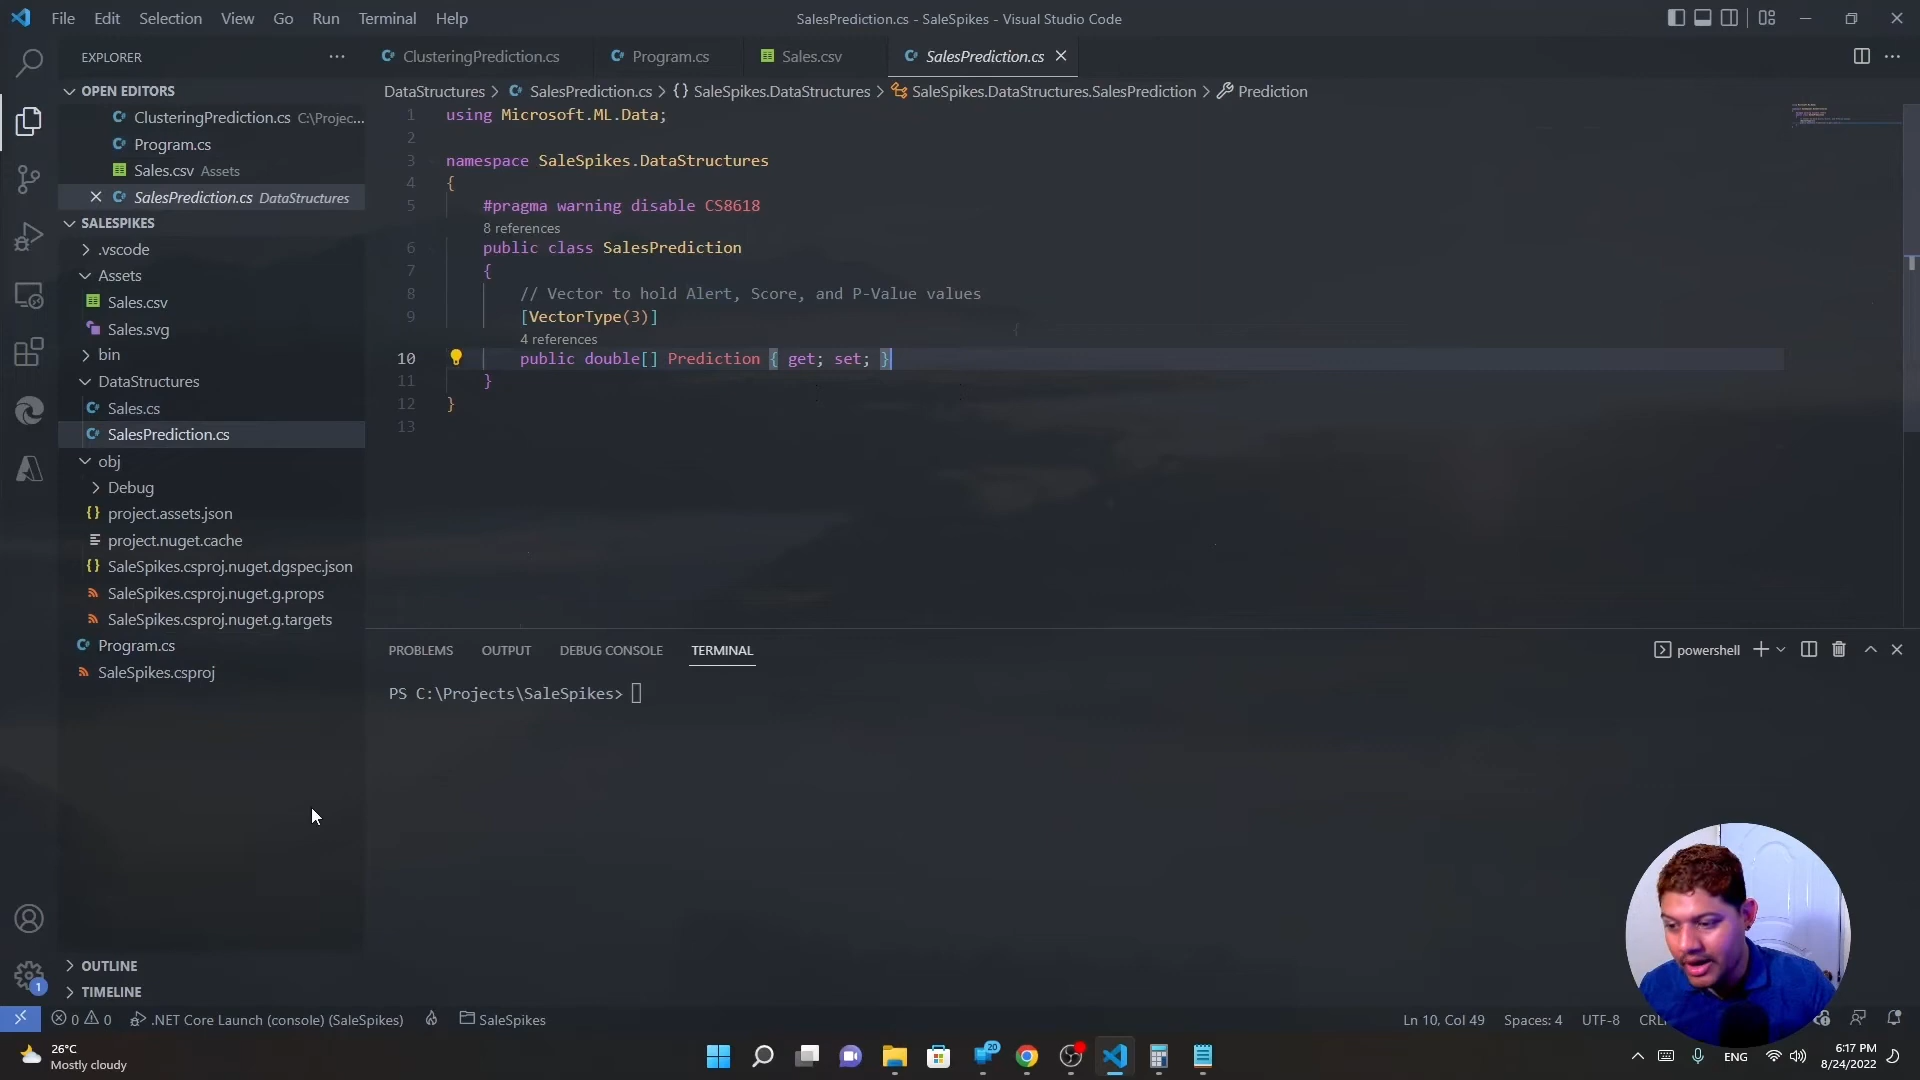 File Edit Selection View Go Run Terminal Help
SalesPrediction.cs - SaleSpikes - Visual Studio Code
EXPLORER
ClusteringPrediction.cs
Program.cs
Sales.csv
SalesPrediction.cs
OPEN EDITORS
ClusteringPrediction.cs C:\Projec...
Program.cs
Sales.csv Assets
SalesPrediction.cs DataStructures
SALESPIKES
.vscode
Assets
Sales.csv
Sales.svg
bin
DataStructures
Sales.cs
SalesPrediction.cs
obj
Debug
project.assets.json
project.nuget.cache
SaleSpikes.csproj.nuget.dgspec.json
SaleSpikes.csproj.nuget.g.props
SaleSpikes.csproj.nuget.g.targets
Program.cs
SaleSpikes.csproj
OUTLINE
TIMELINE
DataStructures > SalesPrediction.cs > {} SaleSpikes.DataStructures > SaleSpikes.DataStructures.SalesPrediction > Prediction
1 using Microsoft.ML.Data;
2
3 namespace SaleSpikes.DataStructures
4 {
5 #pragma warning disable CS8618
8 references
6 public class SalesPrediction
7 {
8 // Vector to hold Alert, Score, and P-Value values
9 [VectorType(3)]
4 references
10 public double[] Prediction { get; set; }
11 }
12 }
13
PROBLEMS OUTPUT DEBUG CONSOLE TERMINAL
powershell
PS C:\Projects\SaleSpikes>
1
0 0 .NET Core Launch (console) (SaleSpikes) SaleSpikes
Ln 10, Col 49 Spaces: 4 UTF-8
26°C
Mostly cloudy
20
ENG
6:17 PM
8/24/2022